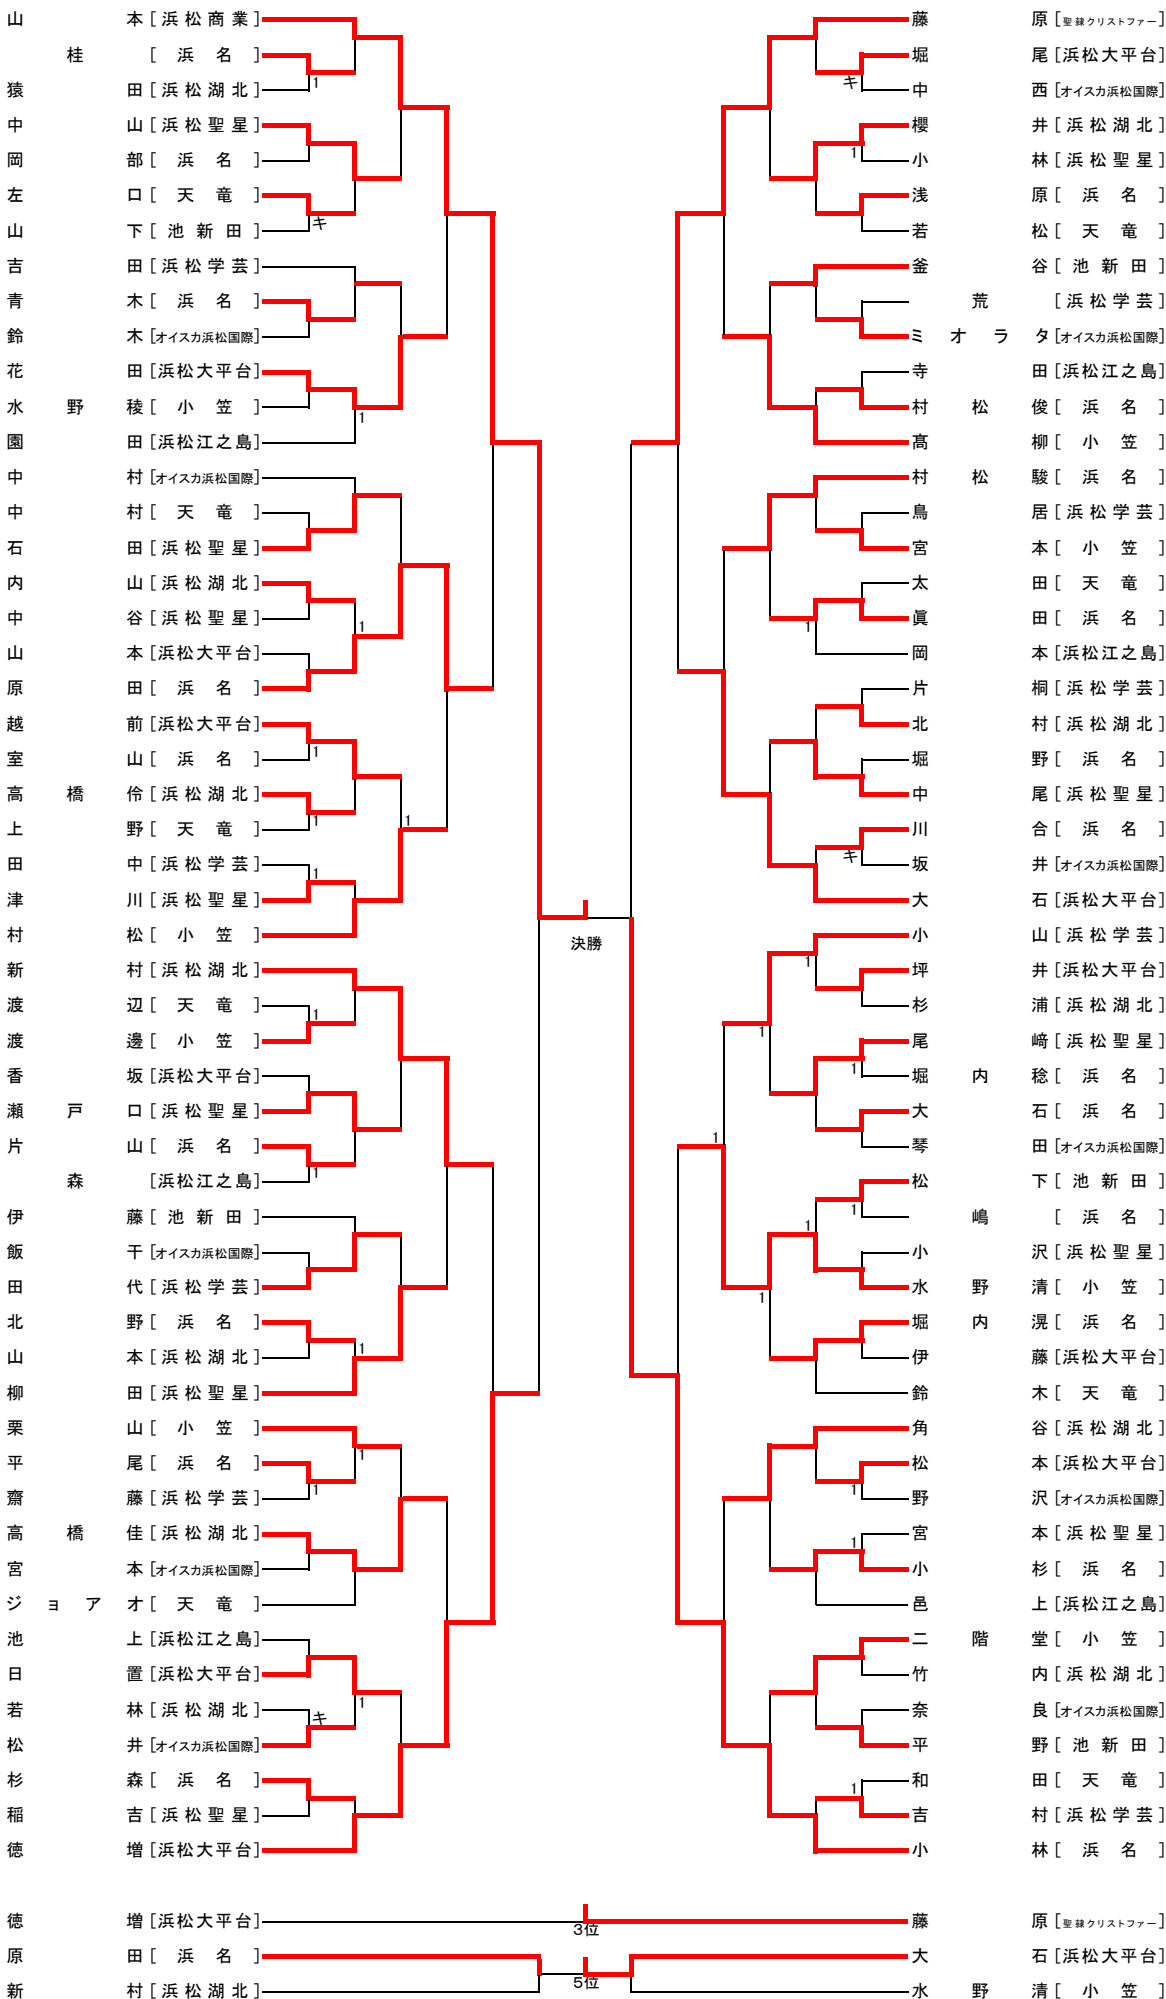 山本[浜松商業] 藤原[聖隷クリストファー]
桂[浜名] 堀尾[浜松大平台]
1 キ
猿田[浜松湖北] 中西[オイスカ浜松国際]
中山[浜松聖星] 櫻井[浜松湖北]
1
岡部[浜名] 小林[浜松聖星]
左口[天竜] 浅原[浜名]
キ
山下[池新田] 若松[天竜]
吉田[浜松学芸] 釜谷[池新田]
青木[浜名] 荒[浜松学芸]
鈴木[オイスカ浜松国際] ミオラタ[オイスカ浜松国際]
花田[浜松大平台] 寺田[浜松江之島]
水野稜[小笠] 村松俊[浜名]
1
園田[浜松江之島] 髙柳[小笠]
中村[オイスカ浜松国際] 村松駿[浜名]
中村[天竜] 鳥居[浜松学芸]
石田[浜松聖星] 宮本[小笠]
内山[浜松湖北] 太田[天竜]
中谷[浜松聖星] 眞田[浜名]
1 1
山本[浜松大平台] 岡本[浜松江之島]
原田[浜名] 片桐[浜松学芸]
越前[浜松大平台] 北村[浜松湖北]
1
室山[浜名] 堀野[浜名]
高橋伶[浜松湖北] 中尾[浜松聖星]
1 1
上野[天竜] 川合[浜名]
キ
田中[浜松学芸] 坂井[オイスカ浜松国際]
1
津川[浜松聖星] 大石[浜松大平台]
村松[小笠] 小山[浜松学芸]
決勝
1
新村[浜松湖北] 坪井[浜松大平台]
渡辺[天竜] 杉浦[浜松湖北]
1 1
渡邊[小笠] 尾﨑[浜松聖星]
1
香坂[浜松大平台] 堀内稔[浜名]
瀬戸口[浜松聖星] 大石[浜名]
1
片山[浜名] 琴田[オイスカ浜松国際]
1
森[浜松江之島] 松下[池新田]
1
伊藤[池新田] 嶋[浜名]
1
飯干[オイスカ浜松国際] 小沢[浜松聖星]
田代[浜松学芸] 水野清[小笠]
1
北野[浜名] 堀内滉[浜名]
1
山本[浜松湖北] 伊藤[浜松大平台]
柳田[浜松聖星] 鈴木[天竜]
栗山[小笠] 角谷[浜松湖北]
1
平尾[浜名] 松本[浜松大平台]
1 1
齋藤[浜松学芸] 野沢[オイスカ浜松国際]
高橋佳[浜松湖北] 宮本[浜松聖星]
1
宮本[オイスカ浜松国際] 小杉[浜名]
ジョアオ[天竜] 邑上[浜松江之島]
池上[浜松江之島] 二階堂[小笠]
日置[浜松大平台] 竹内[浜松湖北]
1
若林[浜松湖北] 奈良[オイスカ浜松国際]
キ
松井[オイスカ浜松国際] 平野[池新田]
杉森[浜名] 和田[天竜]
1
稲吉[浜松聖星] 吉村[浜松学芸]
徳増[浜松大平台] 小林[浜名]
徳増[浜松大平台] 3位 藤原[聖隷クリストファー]
原田[浜名] 大石[浜松大平台]
5位
新村[浜松湖北] 水野清[小笠]